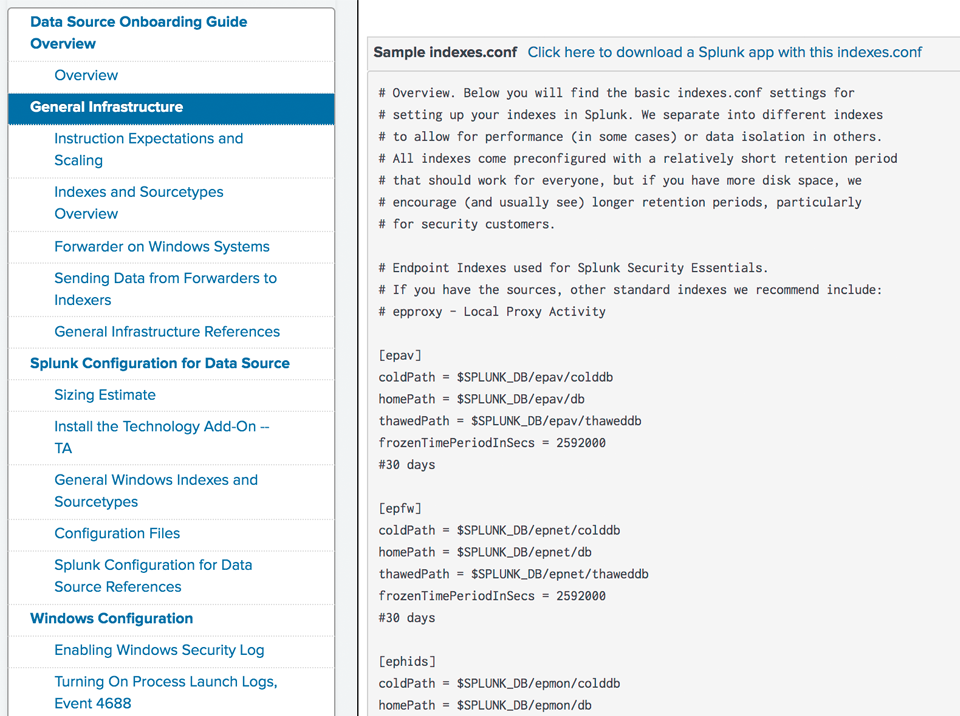 Data Source Onboarding Guide
Overview
Overview
General Infrastructure
Instruction Expectations and
Scaling
Indexes and Sourcetypes
Overview
Forwarder on Windows Systems
Sending Data from Forwarders to
Indexers
General Infrastructure References
Splunk Configuration for Data Source
Sizing Estimate
Install the Technology Add-On --
TA
General Windows Indexes and
Sourcetypes
Configuration Files
Splunk Configuration for Data
Source References
Windows Configuration
Enabling Windows Security Log
Turning On Process Launch Logs,
Event 4688
Sample indexes.conf Click here to download a Splunk app with this indexes.conf
# Overview. Below you will find the basic indexes.conf settings for
# setting up your indexes in Splunk. We separate into different indexes
# to allow for performance (in some cases) or data isolation in others.
# All indexes come preconfigured with a relatively short retention period
# that should work for everyone, but if you have more disk space, we
# encourage (and usually see) longer retention periods, particularly
# for security customers.
# Endpoint Indexes used for Splunk Security Essentials.
# If you have the sources, other standard indexes we recommend include:
# epproxy - Local Proxy Activity
[epav]
coldPath = $SPLUNK_DB/epav/colddb
homePath = $SPLUNK_DB/epav/db
thawedPath = $SPLUNK_DB/epav/thaweddb
frozenTimePeriodInSecs = 2592000
#30 days
[epfw]
coldPath = $SPLUNK_DB/epnet/colddb
homePath = $SPLUNK_DB/epnet/db
thawedPath = $SPLUNK_DB/epnet/thaweddb
frozenTimePeriodInSecs = 2592000
#30 days
[ephids]
coldPath = $SPLUNK_DB/epmon/colddb
homePath = $SPLUNK_DB/epmon/db